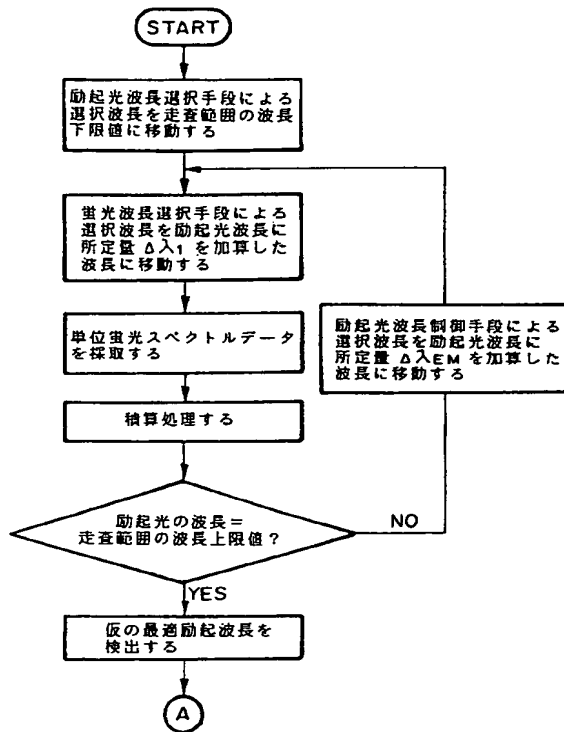 START
励起光波長選択手段による
選択波長を走査範囲の波長
下限値に移動する
蛍光波長選択手段による
選択波長を励起光波長に
所定量 Δλ1 を加算した
波長に移動する
単位蛍光スペクトルデータ
を採取する
積算処理する
励起光の波長=
走査範囲の波長上限値?
NO
励起光波長制御手段による
選択波長を励起光波長に
所定量 ΔλEM を加算した
波長に移動する
YES
仮の最適励起波長を
検出する
A